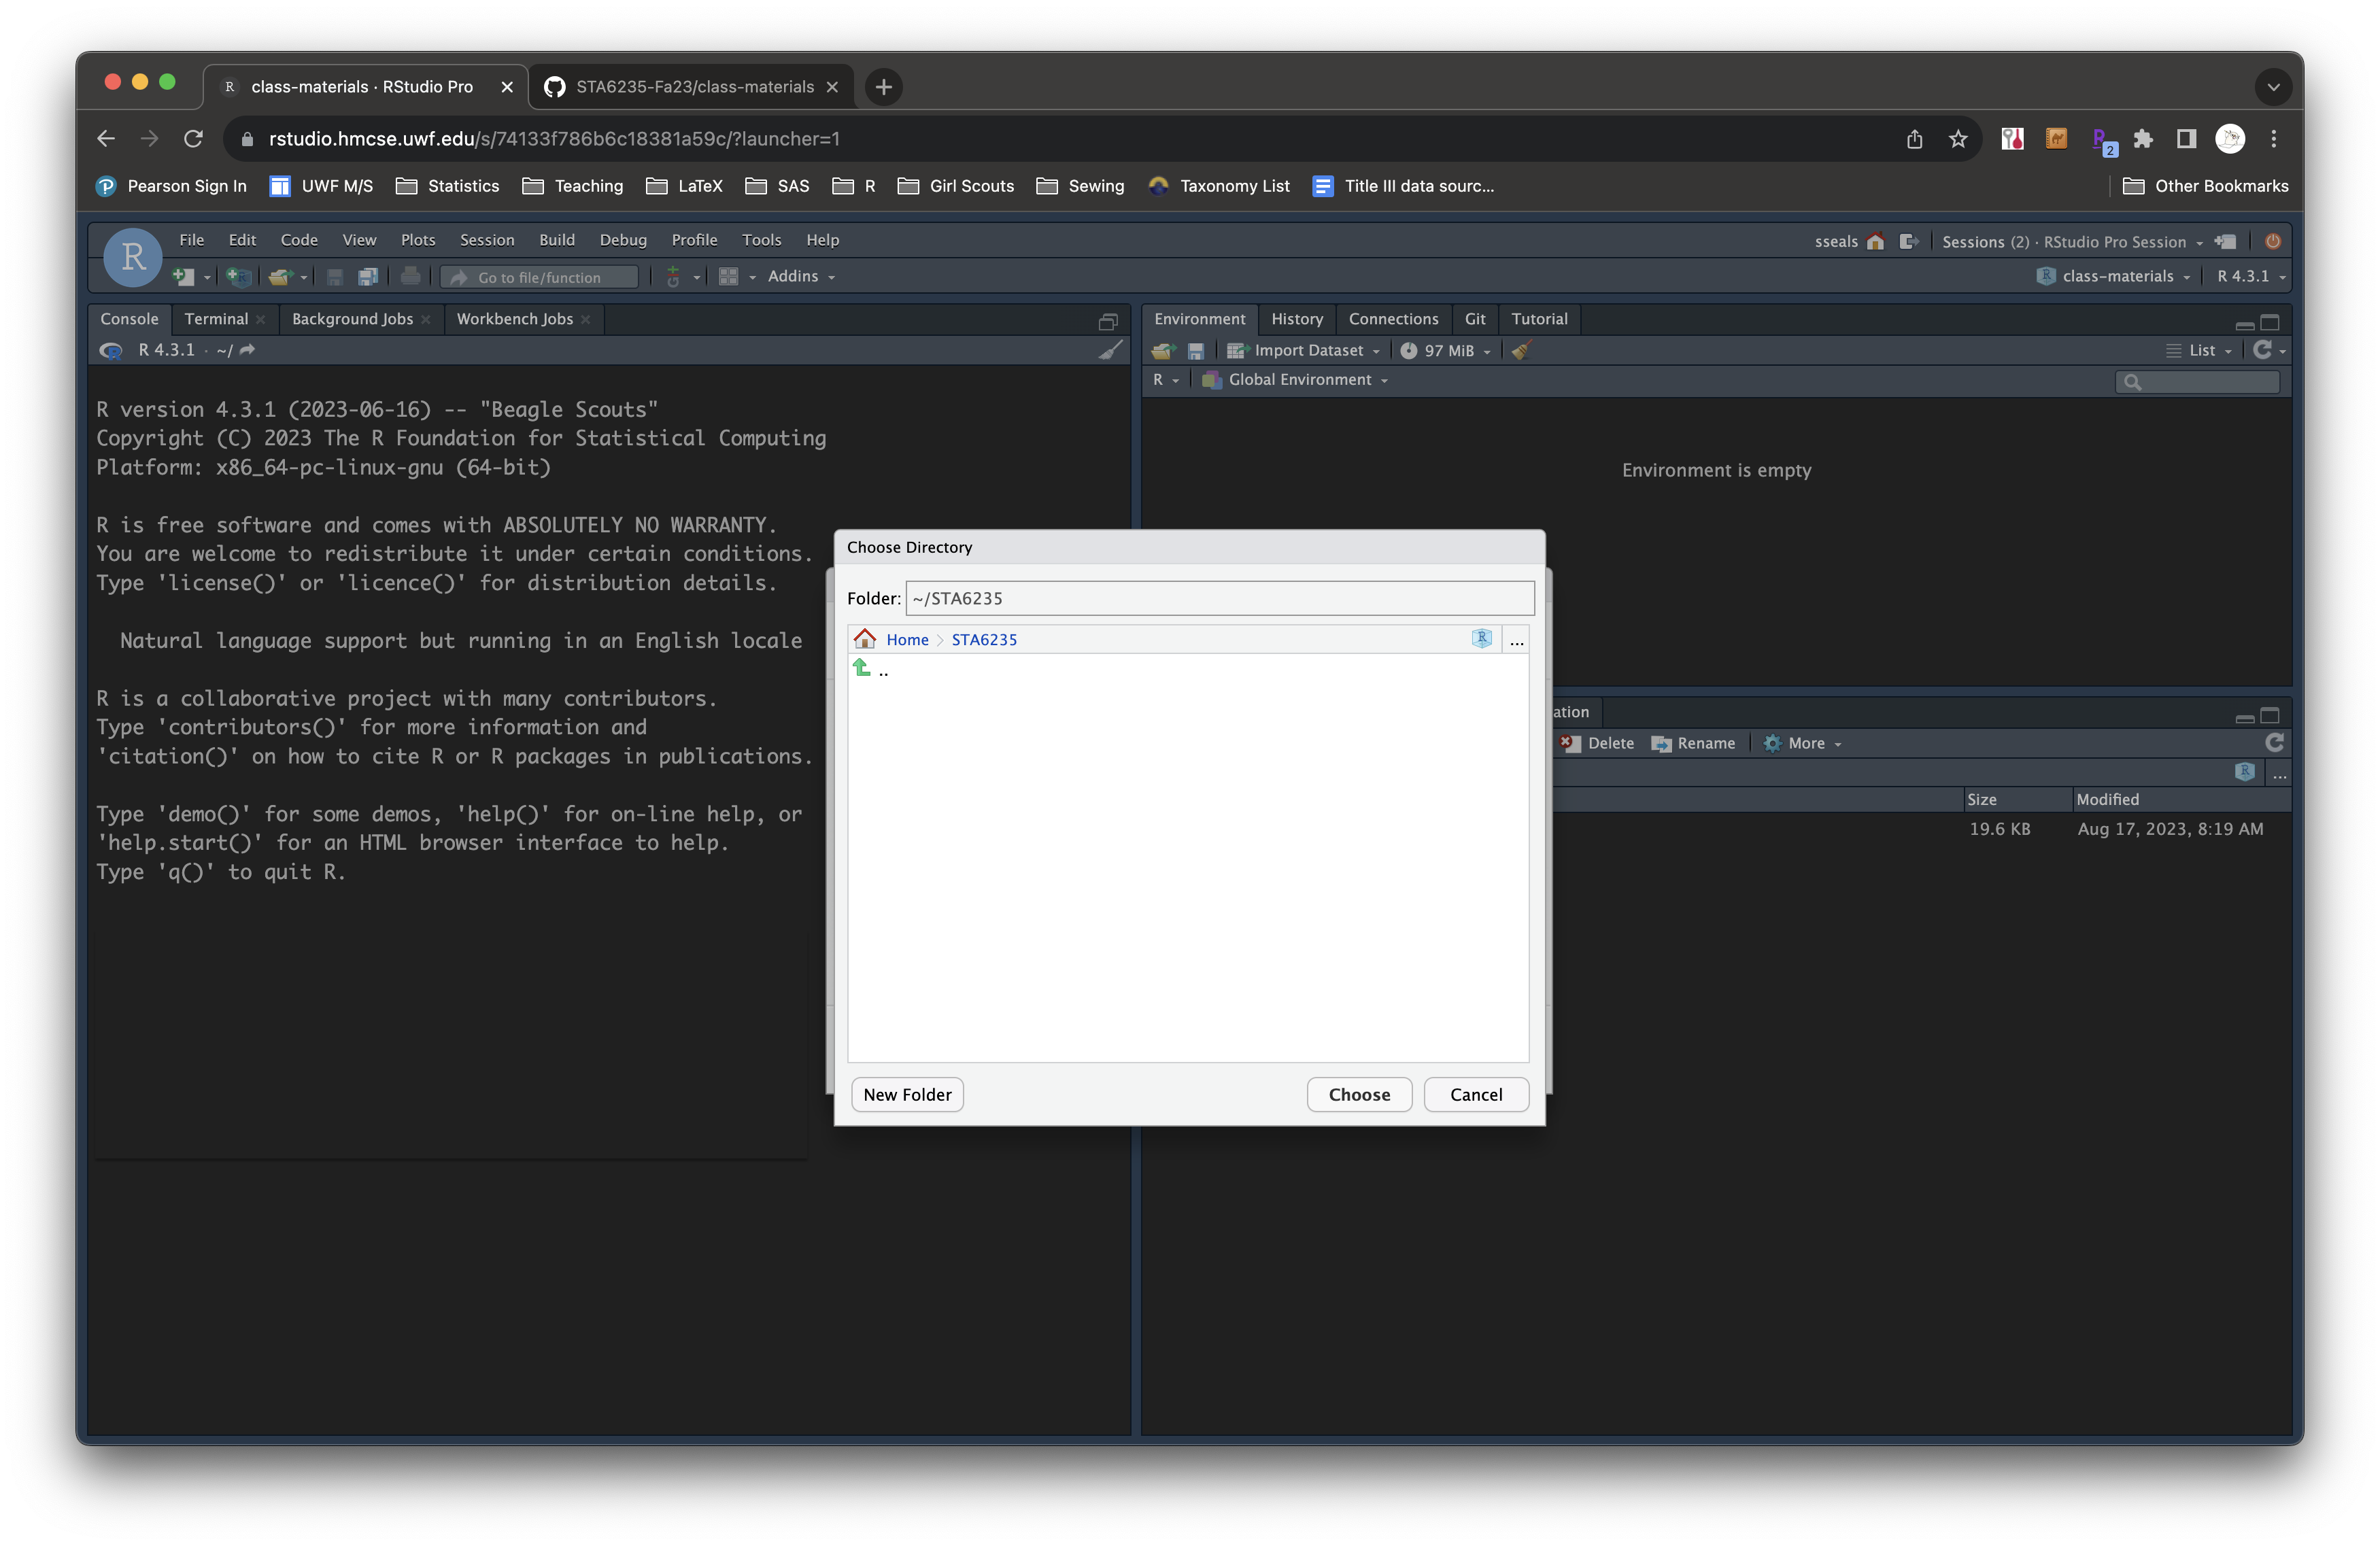 class-materials · RStudio Pro
STA6235-Fa23/class-materials
rstudio.hmcse.uwf.edu/s/74133f786b6c18381a59c/?launcher=1
2
Pearson Sign In UWF M/S Statistics Teaching LaTeX SAS R Girl Scouts Sewing Taxonomy List Title III data sourc... Other Bookmarks
R
File Edit Code View Plots Session Build Debug Profile Tools Help
sseals Sessions (2) · RStudio Pro Session
Go to file/function Addins
class-materials R 4.3.1
Console Terminal Background Jobs Workbench Jobs
R 4.3.1 · ~/
R version 4.3.1 (2023-06-16) -- "Beagle Scouts"
Copyright (C) 2023 The R Foundation for Statistical Computing
Platform: x86_64-pc-linux-gnu (64-bit)
R is free software and comes with ABSOLUTELY NO WARRANTY.
You are welcome to redistribute it under certain conditions.
Type 'license()' or 'licence()' for distribution details.
Natural language support but running in an English locale
R is a collaborative project with many contributors.
Type 'contributors()' for more information and
'citation()' on how to cite R or R packages in publications.
Type 'demo()' for some demos, 'help()' for on-line help, or
'help.start()' for an HTML browser interface to help.
Type 'q()' to quit R.
Environment History Connections Git Tutorial
Import Dataset 97 MiB List
R Global Environment
Environment is empty
Choose Directory
Folder: ~/STA6235
Home STA6235 R ...
..
New Folder Choose Cancel
ation
Delete Rename More
R ...
Size Modified
19.6 KB Aug 17, 2023, 8:19 AM